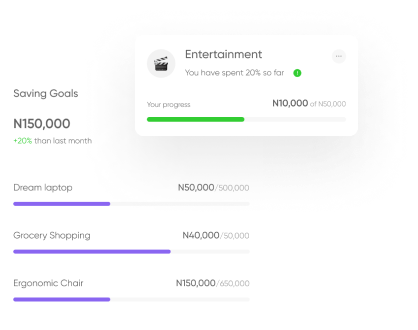 Entertainment
You have spent 20% so far
Your progress
N10,000 of N50,000
Saving Goals
N150,000
+20% than last month
Dream laptop
N50,000/500,000
Grocery Shopping
N40,000/50,000
Ergonomic Chair
N150,000/650,000